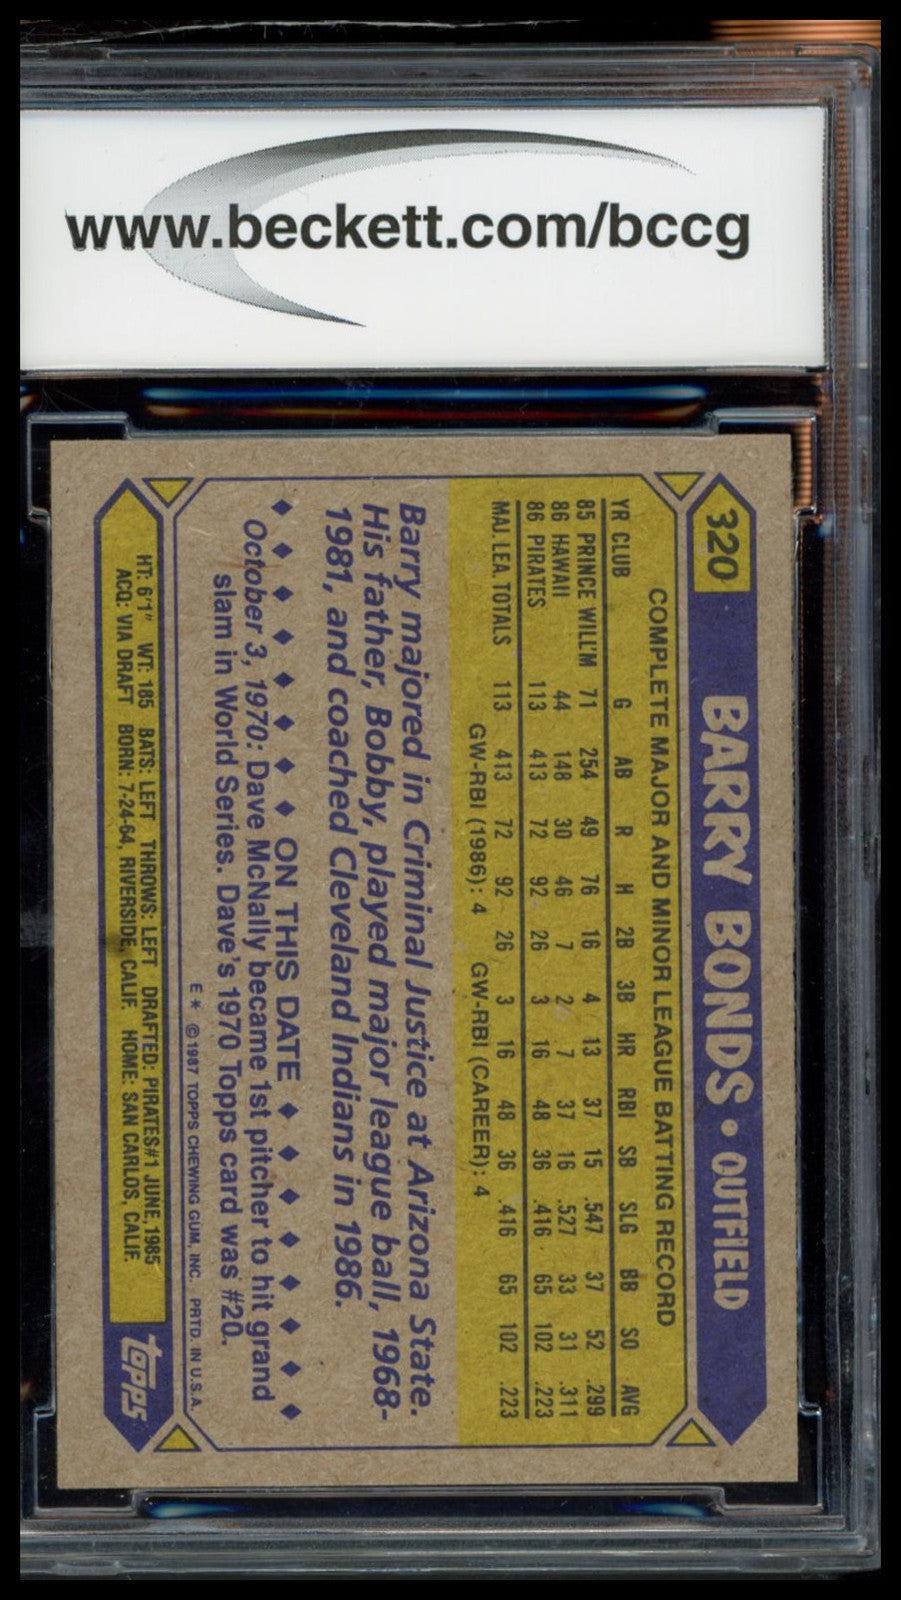 www.beckett.com/bccg
320 BARRY BONDS • OUTFIELD
COMPLETE MAJOR AND MINOR LEAGUE BATTING RECORD
YR CLUB G AB R H 2B 3B HR RBI SB SLG BB SO AVG
85 PRINCE WILL'M 71 254 49 76 16 4 13 37 15 .547 37 52 .299
86 HAWAII 44 148 30 46 7 2 7 37 16 .527 33 31 .311
86 PIRATES 113 413 72 92 26 3 16 48 36 .416 65 102 .223
MAJ. LEA. TOTALS 113 413 72 92 26 3 16 48 36 .416 65 102 .223
GW-RBI (1986): 4 GW-RBI (CAREER): 4
Barry majored in Criminal Justice at Arizona State.
His father, Bobby, played major league ball, 1968-
1981, and coached Cleveland Indians in 1986.
◆ ◆ ◆ ◆ ◆ ◆ ◆ ◆ ON THIS DATE ◆ ◆ ◆ ◆ ◆ ◆ ◆ ◆
October 3, 1970: Dave McNally became 1st pitcher to hit grand
slam in World Series. Dave's 1970 Topps card was #20.
E* ©1987 TOPPS CHEWING GUM, INC. PRTD. IN U.S.A.
HT: 6'1" WT: 185 BATS: LEFT THROWS: LEFT DRAFTED: PIRATES#1 JUNE, 1985
ACQ: VIA DRAFT BORN: 7-24-64, RIVERSIDE, CALIF. HOME: SAN CARLOS, CALIF.
topps